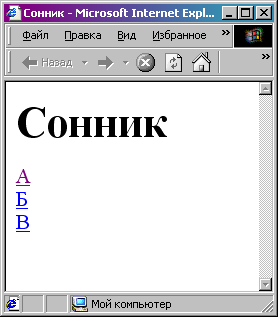 Сонник - Microsoft Internet Expl...
Файл Правка Вид Избранное »
Назад »
Сонник
А
Б
В
Мой компьютер